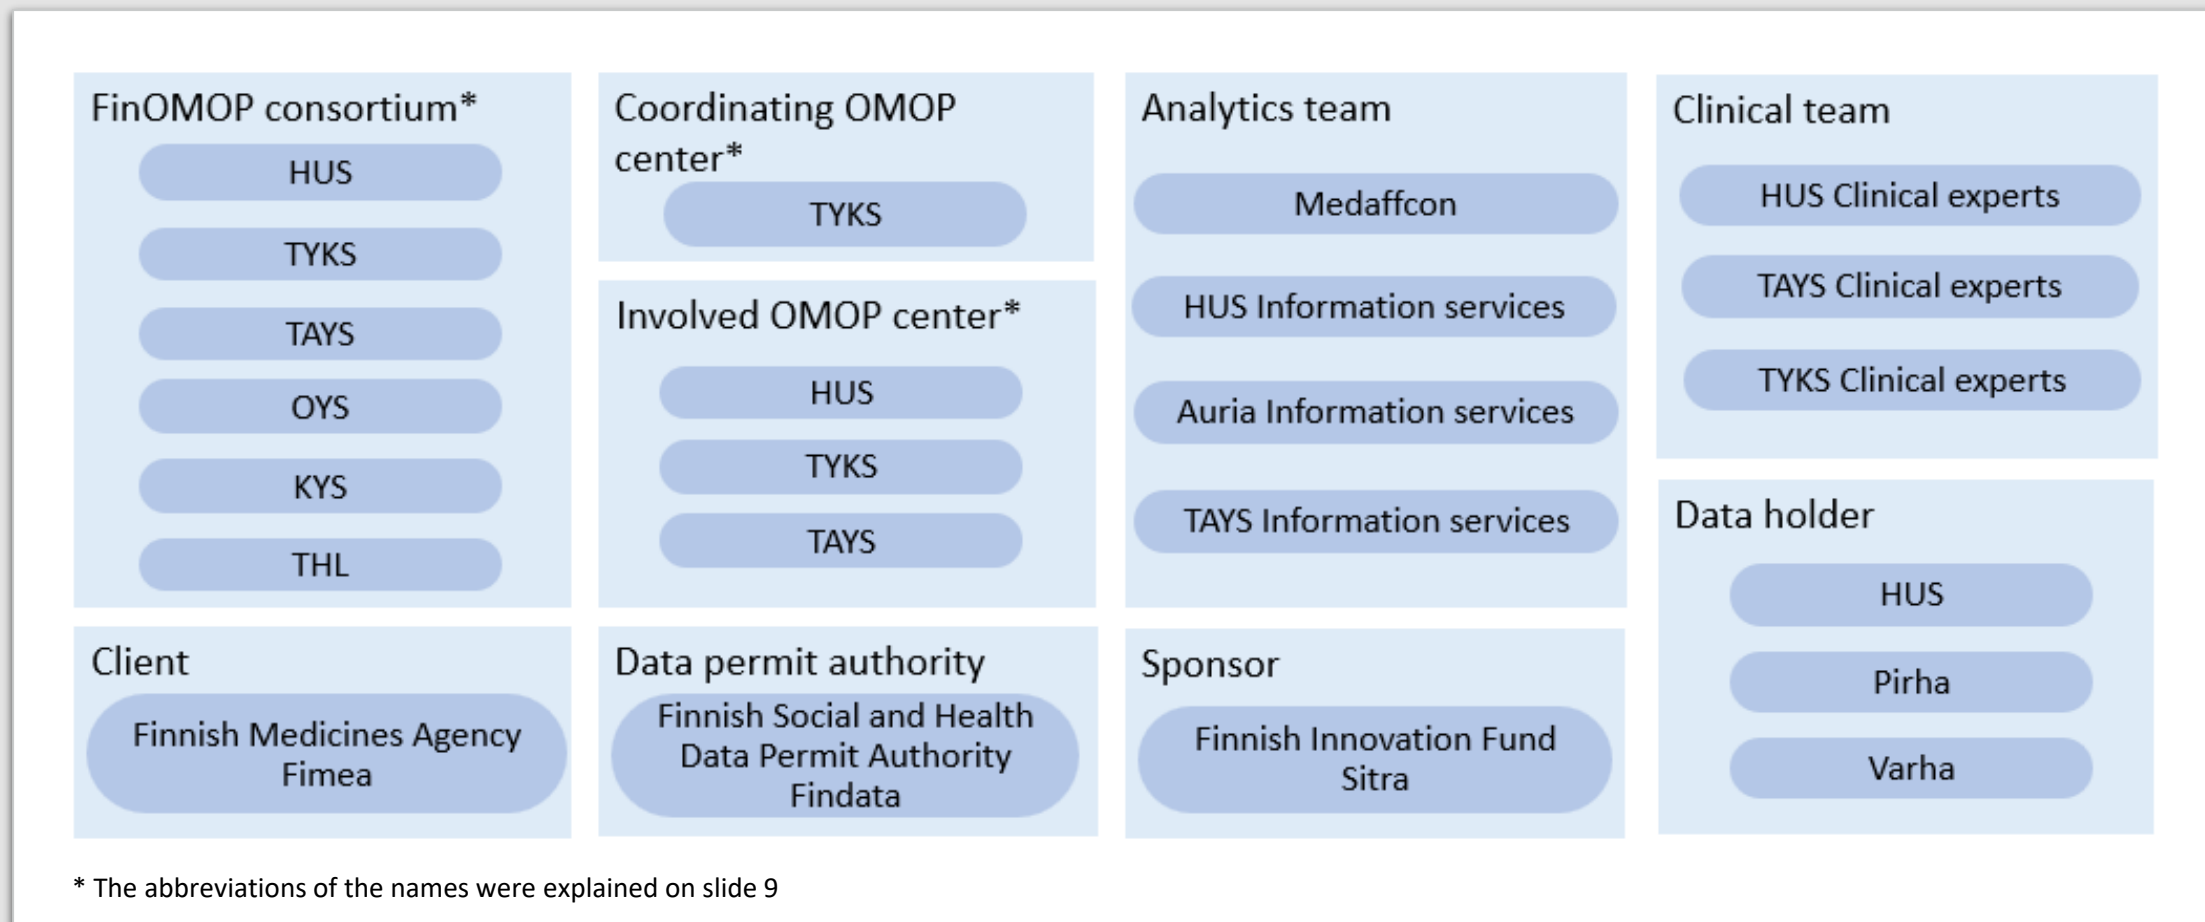 FinOMOP consortium*
HUS
TYKS
TAYS
OYS
KYS
THL
Coordinating OMOP
center*
TYKS
Involved OMOP center*
HUS
TYKS
TAYS
Analytics team
Medaffcon
HUS Information services
Auria Information services
TAYS Information services
Clinical team
HUS Clinical experts
TAYS Clinical experts
TYKS Clinical experts
Data holder
HUS
Pirha
Varha
Client
Finnish Medicines Agency
Fimea
Data permit authority
Finnish Social and Health
Data Permit Authority
Findata
Sponsor
Finnish Innovation Fund
Sitra
* The abbreviations of the names were explained on slide 9